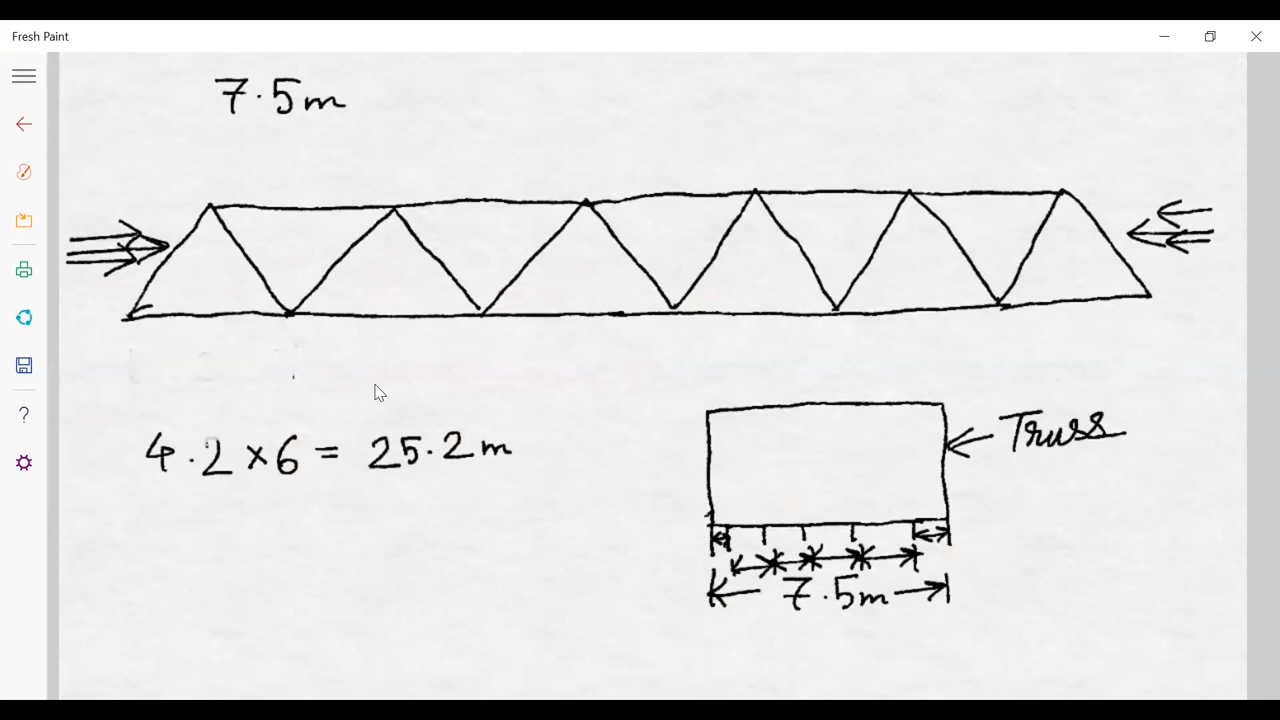 Fresh Paint
7.5m
4.2×6 = 25.2m
Truss
7.5m
?